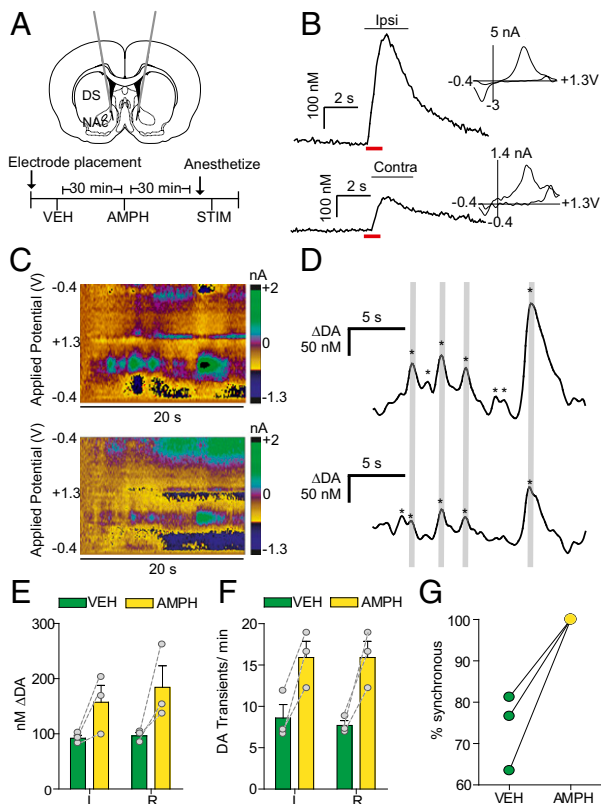 A
DS
NAc
Electrode placement
Anesthetize
30 min
30 min
VEH
AMPH
STIM
B
Ipsi
100 nM
2 s
5 nA
-0.4
+1.3V
-3
Contra
100 nM
2 s
1.4 nA
-0.4
+1.3V
-0.4
C
Applied Potential (V)
-0.4
+1.3
-0.4
nA
+2
0
-1.3
20 s
Applied Potential (V)
-0.4
+1.3
-0.4
nA
+2
0
-1.3
20 s
D
ΔDA
50 nM
5 s
* * * * * * * *
ΔDA
50 nM
5 s
* * * * *
E
VEH
AMPH
nM ΔDA
300
200
100
0
L
R
F
VEH
AMPH
DA Transients/ min
20
15
10
5
0
L
R
G
% synchronous
100
90
80
70
60
VEH
AMPH